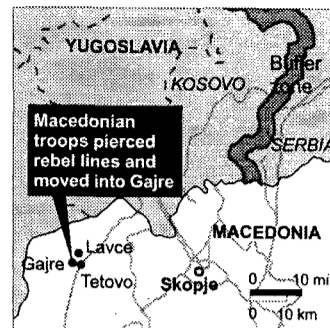 YUGOSLAVIA
Buffer
zone
KOSOVO
SERBIA
Macedonian
troops pierced
rebel lines and
moved into Gajre
MACEDONIA
Lavce
Gajre
Tetovo
Skopje
0 10 mi
0 10 km